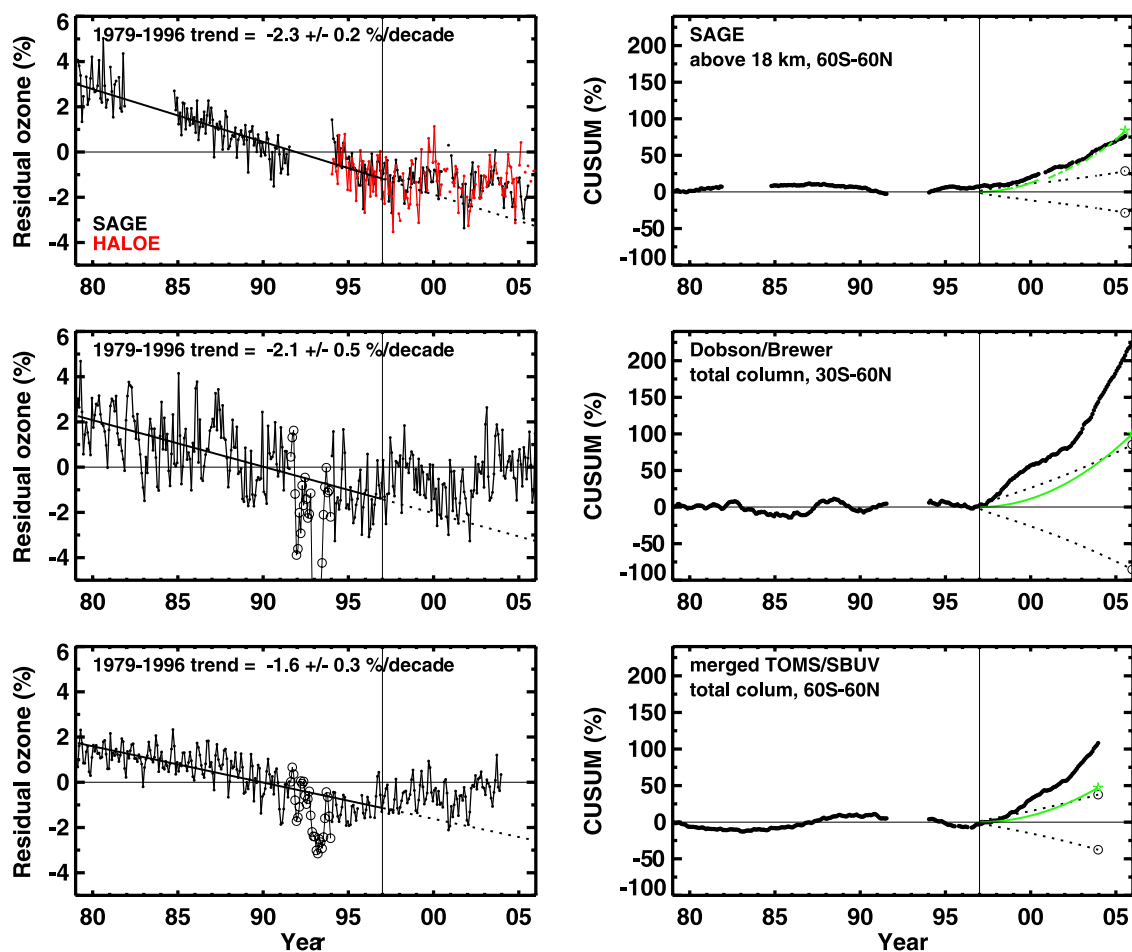 1979-1996 trend = -2.3 +/- 0.2 %/decade
Residual ozone (%)
6
4
2
0
-2
-4
SAGE
HALOE
80 85 90 95 00 05
SAGE
above 18 km, 60S-60N
CUSUM (%)
200
150
100
50
0
-50
-100
80 85 90 95 00 05
1979-1996 trend = -2.1 +/- 0.5 %/decade
Residual ozone (%)
6
4
2
0
-2
-4
80 85 90 95 00 05
Dobson/Brewer
total column, 30S-60N
CUSUM (%)
200
150
100
50
0
-50
-100
80 85 90 95 00 05
1979-1996 trend = -1.6 +/- 0.3 %/decade
Residual ozone (%)
6
4
2
0
-2
-4
80 85 90 95 00 05
Year
merged TOMS/SBUV
total colum, 60S-60N
CUSUM (%)
200
150
100
50
0
-50
-100
80 85 90 95 00 05
Year